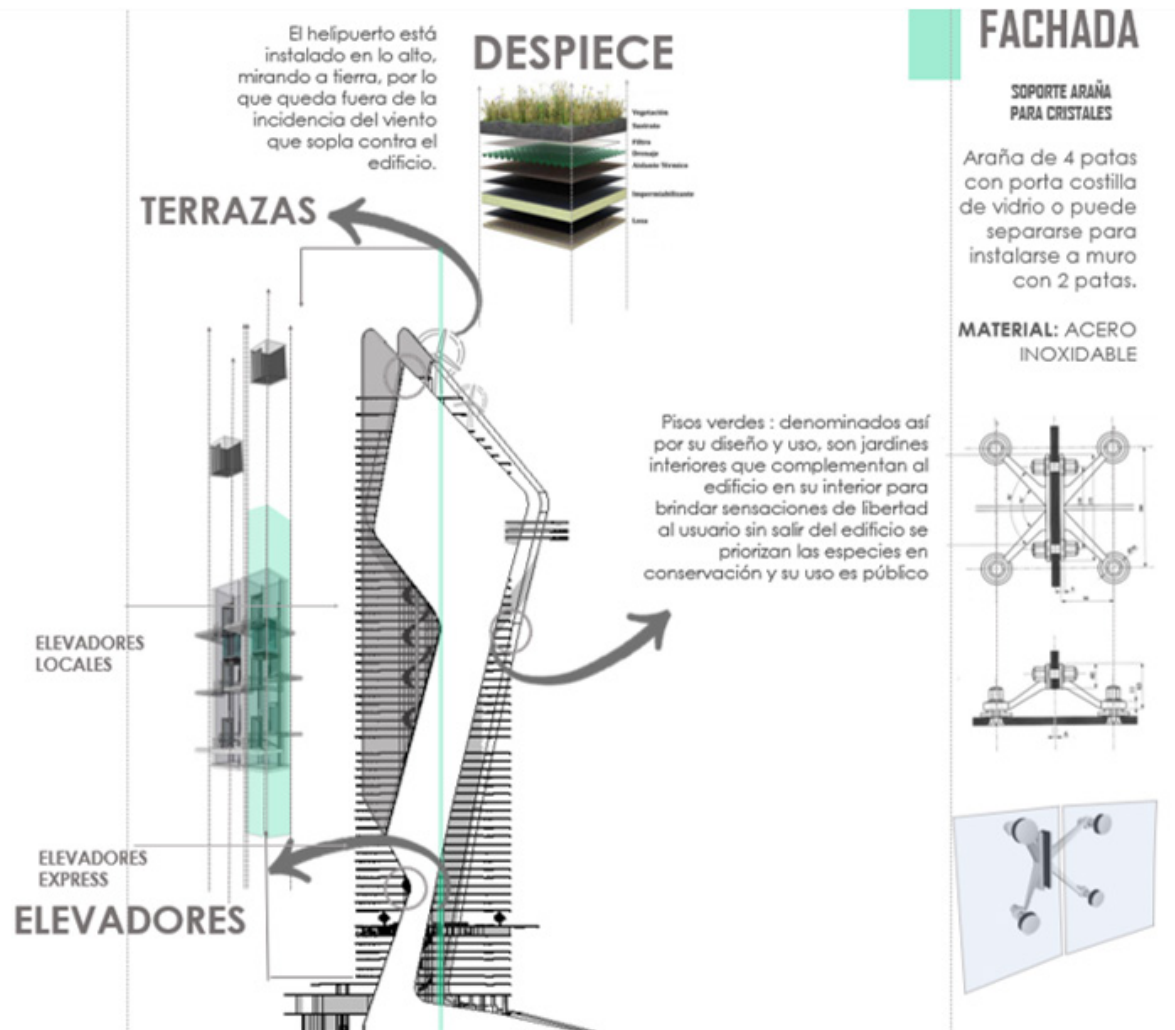 El helipuerto está
instalado en lo alto,
mirando a tierra, por lo
que queda fuera de la
incidencia del viento
que sopla contra el
edificio.
DESPIECE
Vegetación
Sustrato
Filtro
Drenaje
Aislante Térmico
Impermiabilizante
Loza
TERRAZAS
FACHADA
SOPORTE ARAÑA
PARA CRISTALES
Araña de 4 patas
con porta costilla
de vidrio o puede
separarse para
instalarse a muro
con 2 patas.
MATERIAL: ACERO
INOXIDABLE
Pisos verdes : denominados así
por su diseño y uso, son jardines
interiores que complementan al
edificio en su interior para
brindar sensaciones de libertad
al usuario sin salir del edificio se
priorizan las especies en
conservación y su uso es público
ELEVADORES
LOCALES
ELEVADORES
EXPRESS
ELEVADORES